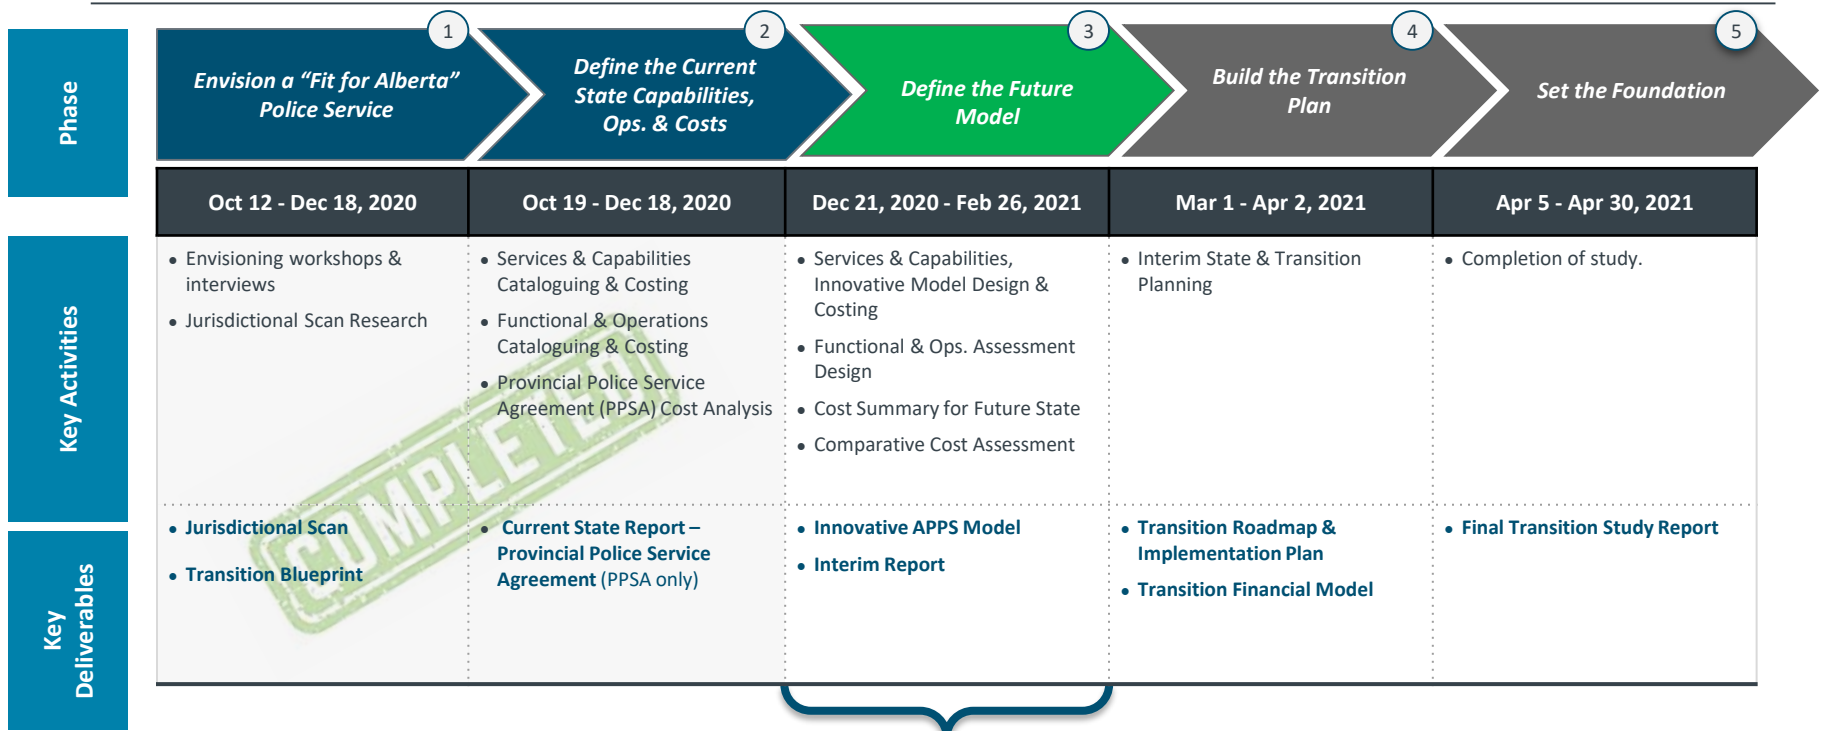 1
2
3
4
5
Phase
Envision a “Fit for Alberta”
Police Service
Define the Current
State Capabilities,
Ops. & Costs
Define the Future
Model
Build the Transition
Plan
Set the Foundation
Oct 12 - Dec 18, 2020
Oct 19 - Dec 18, 2020
Dec 21, 2020 - Feb 26, 2021
Mar 1 - Apr 2, 2021
Apr 5 - Apr 30, 2021
Key Activities
• Envisioning workshops &
interviews
• Jurisdictional Scan Research
• Services & Capabilities
Cataloguing & Costing
• Functional & Operations
Cataloguing & Costing
• Provincial Police Service
Agreement (PPSA) Cost Analysis
• Services & Capabilities,
Innovative Model Design &
Costing
• Functional & Ops. Assessment
Design
• Cost Summary for Future State
• Comparative Cost Assessment
• Interim State & Transition
Planning
• Completion of study.
COMPLETED
Key
Deliverables
• Jurisdictional Scan
• Transition Blueprint
• Current State Report –
Provincial Police Service
Agreement (PPSA only)
• Innovative APPS Model
• Interim Report
• Transition Roadmap &
Implementation Plan
• Transition Financial Model
• Final Transition Study Report